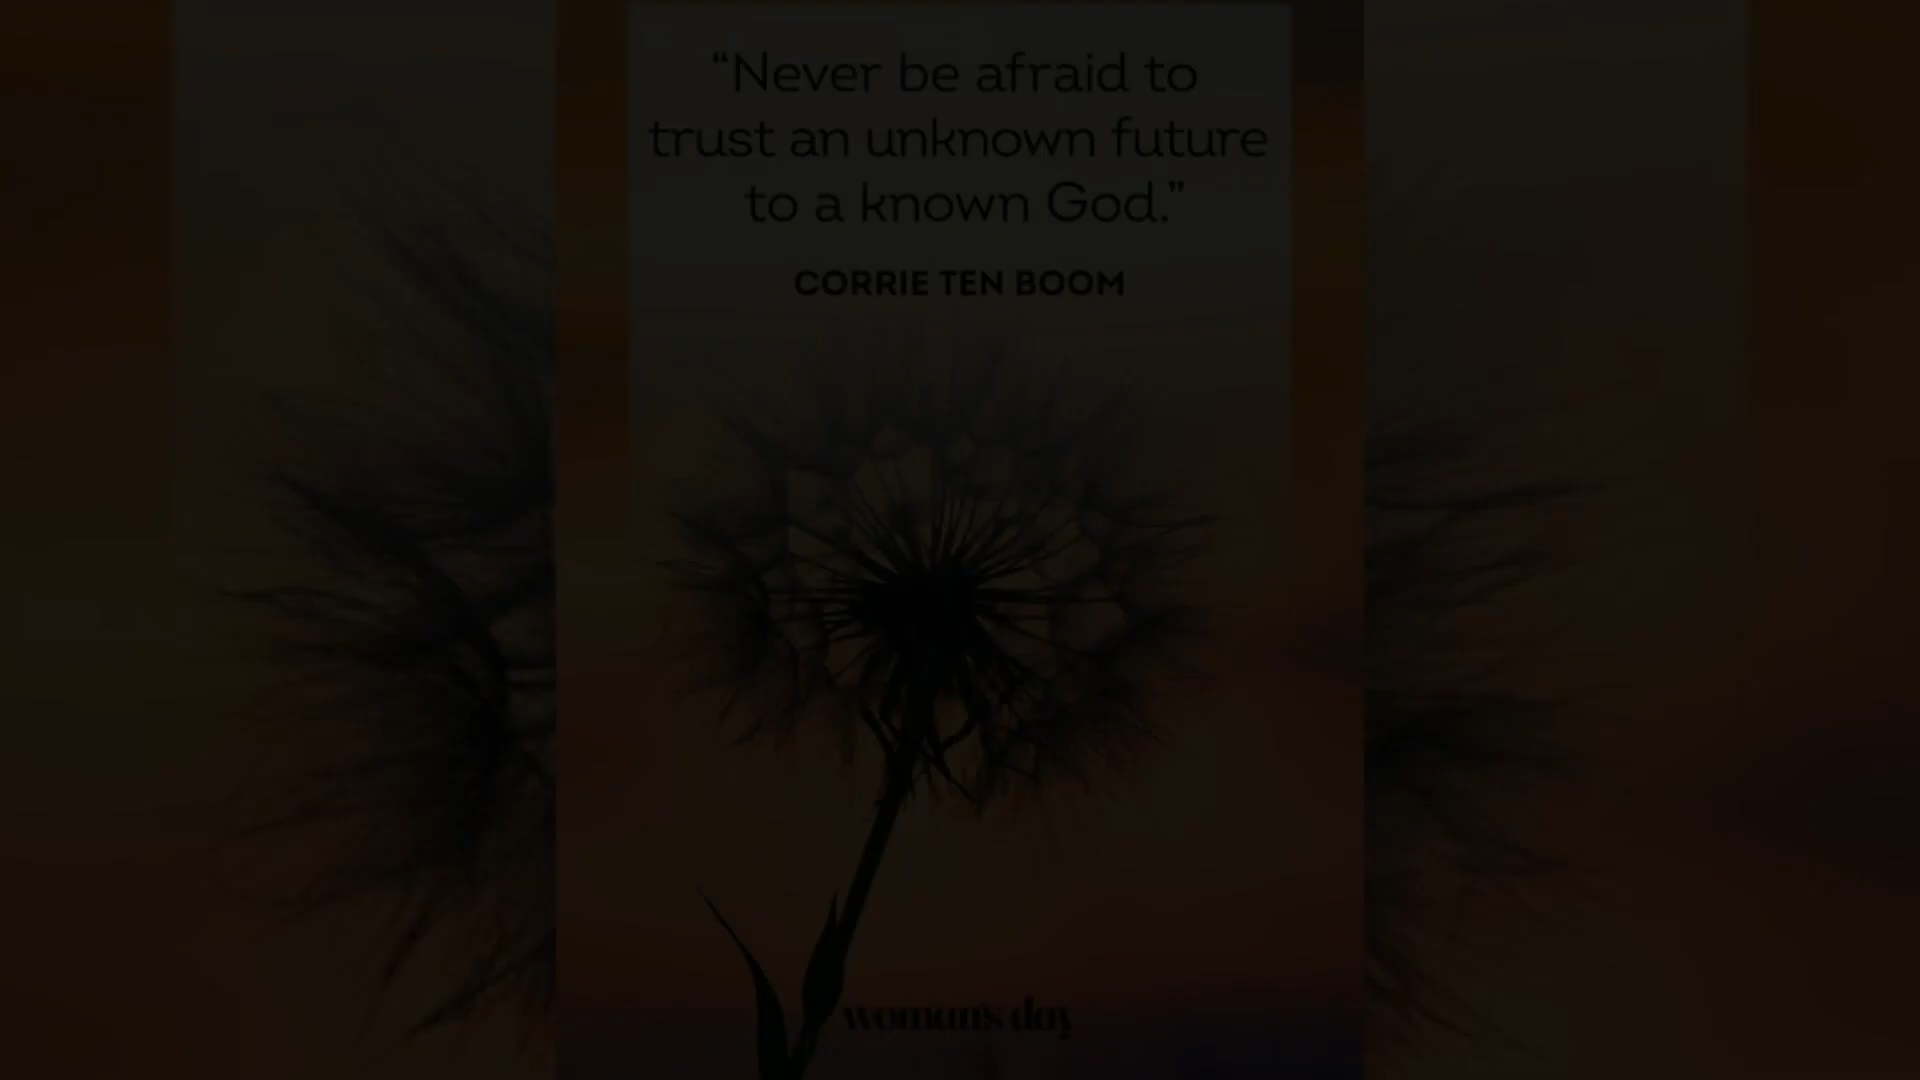 “Never be afraid to
trust an unknown future
to a known God.”
CORRIE TEN BOOM
woman's day